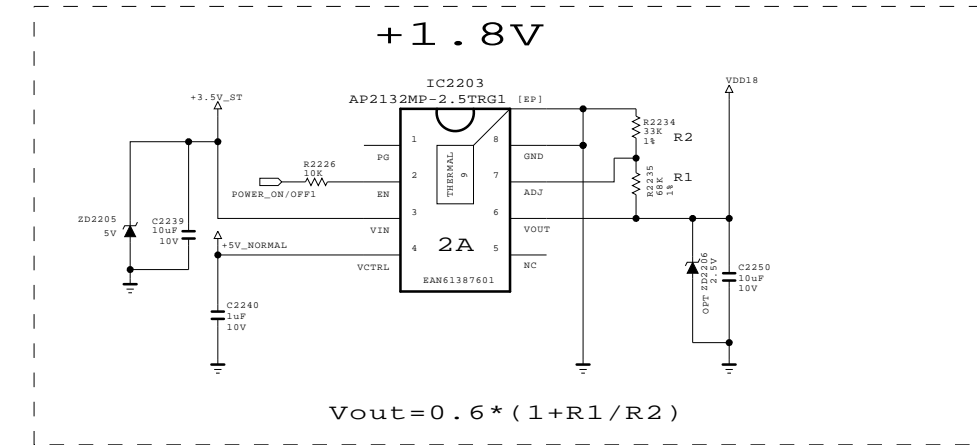 +1.8V
IC2203
AP2132MP-2.5TRG1
[EP]
VDD18
+3.5V_ST
R2234
33K
1%
R2
1
8
PG
GND
R2226
10K
THERMAL
9
2
7
POWER_ON/OFF1
EN
ADJ
R2235
68K
1%
R1
ZD2205
5V
C2239
10uF
10V
3
6
VIN
VOUT
+5V_NORMAL
4
2A
5
VCTRL
NC
EAN61387601
OPT ZD2206
2.5V
C2250
10uF
10V
C2240
1uF
10V
Vout=0.6*(1+R1/R2)